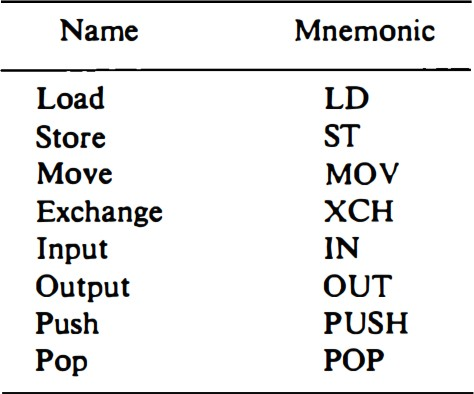 Name Mnemonic
Load LD
Store ST
Move MOV
Exchange XCH
Input IN
Output OUT
Push PUSH
Pop POP